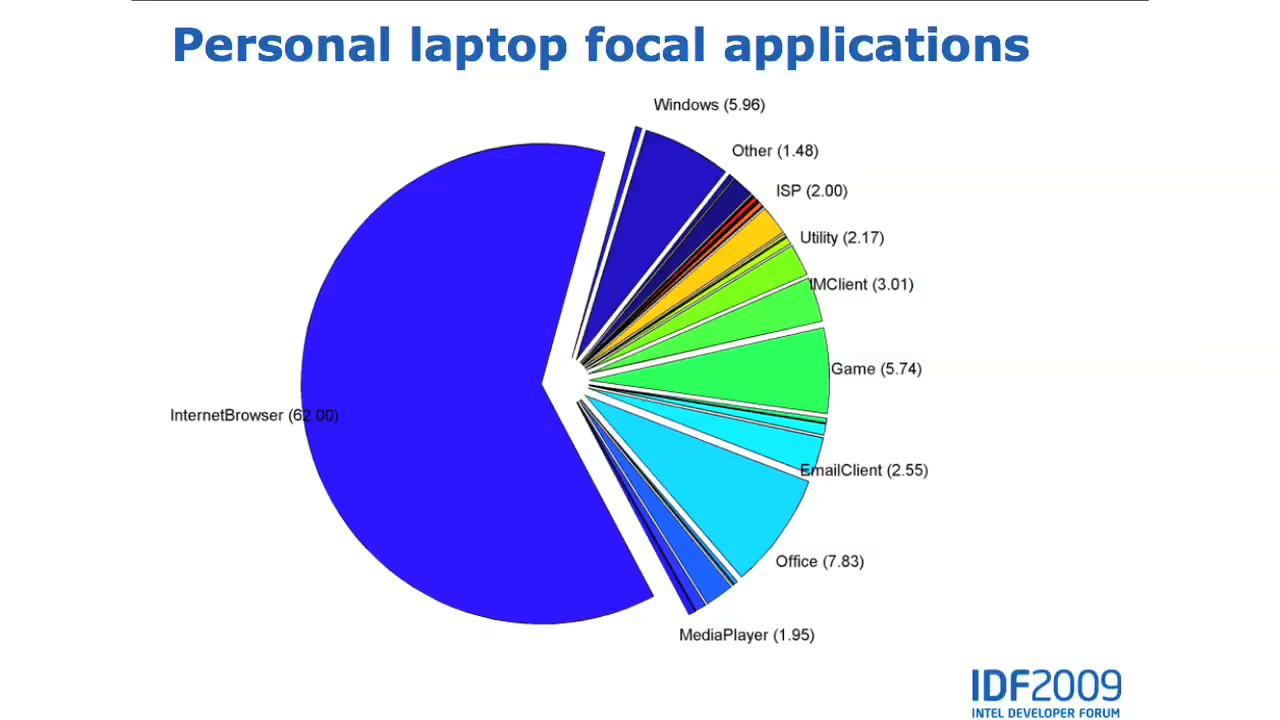 Personal laptop focal applications
Windows (5.96)
Other (1.48)
ISP (2.00)
Utility (2.17)
IMClient (3.01)
Game (5.74)
InternetBrowser (62.00)
EmailClient (2.55)
Office (7.83)
MediaPlayer (1.95)
IDF2009
INTEL DEVELOPER FORUM